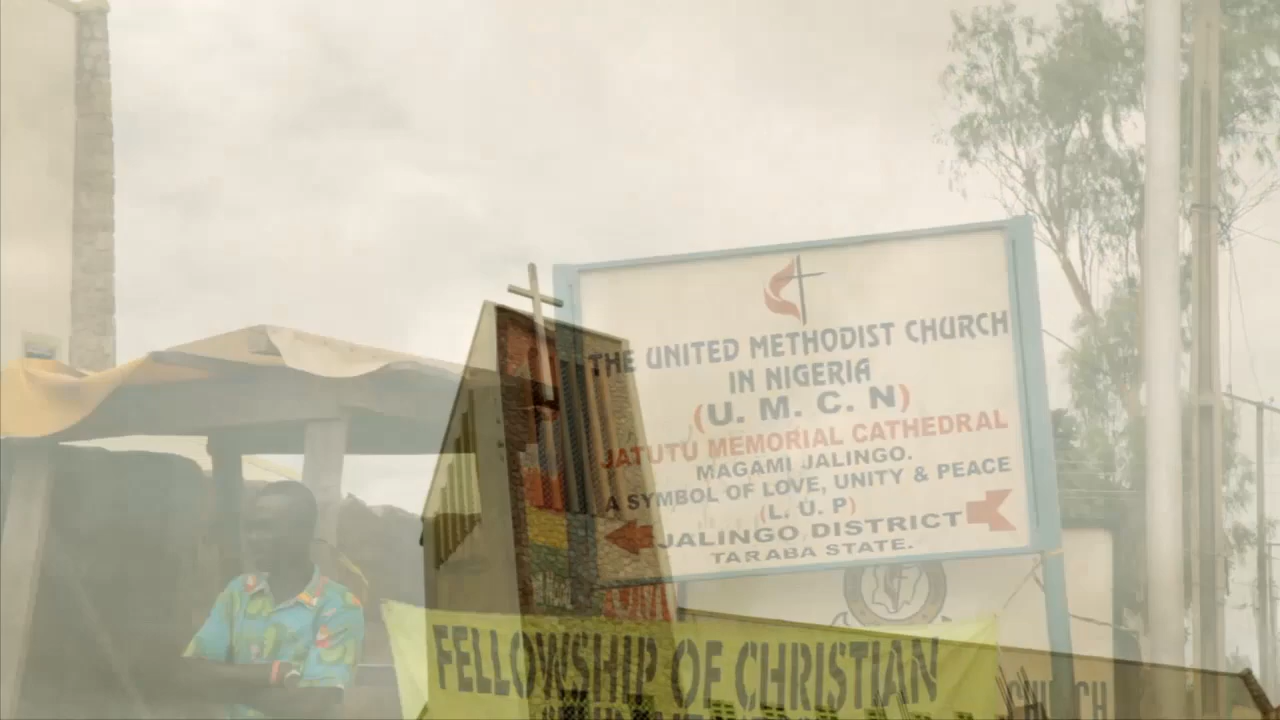 THE UNITED METHODIST CHURCH
IN NIGERIA
(U. M. C. N)
JATUTU MEMORIAL CATHEDRAL
MAGAMI JALINGO.
A SYMBOL OF LOVE, UNITY & PEACE
(L. U. P)
JALINGO DISTRICT
TARABA STATE.
FELLOWSHIP OF CHRISTIAN
CHURCH